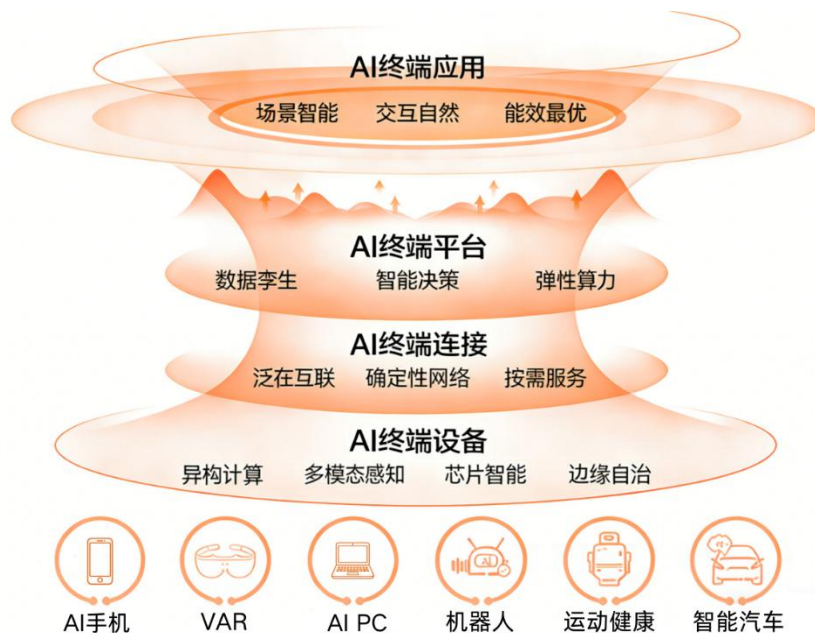 AI终端应用
场景智能 交互自然 能效最优
AI终端平台
数据孪生 智能决策 弹性算力
AI终端连接
泛在互联 确定性网络 按需服务
AI终端设备
异构计算 多模态感知 芯片智能 边缘自治
AI
AI手机 VAR AI PC 机器人 运动健康 智能汽车